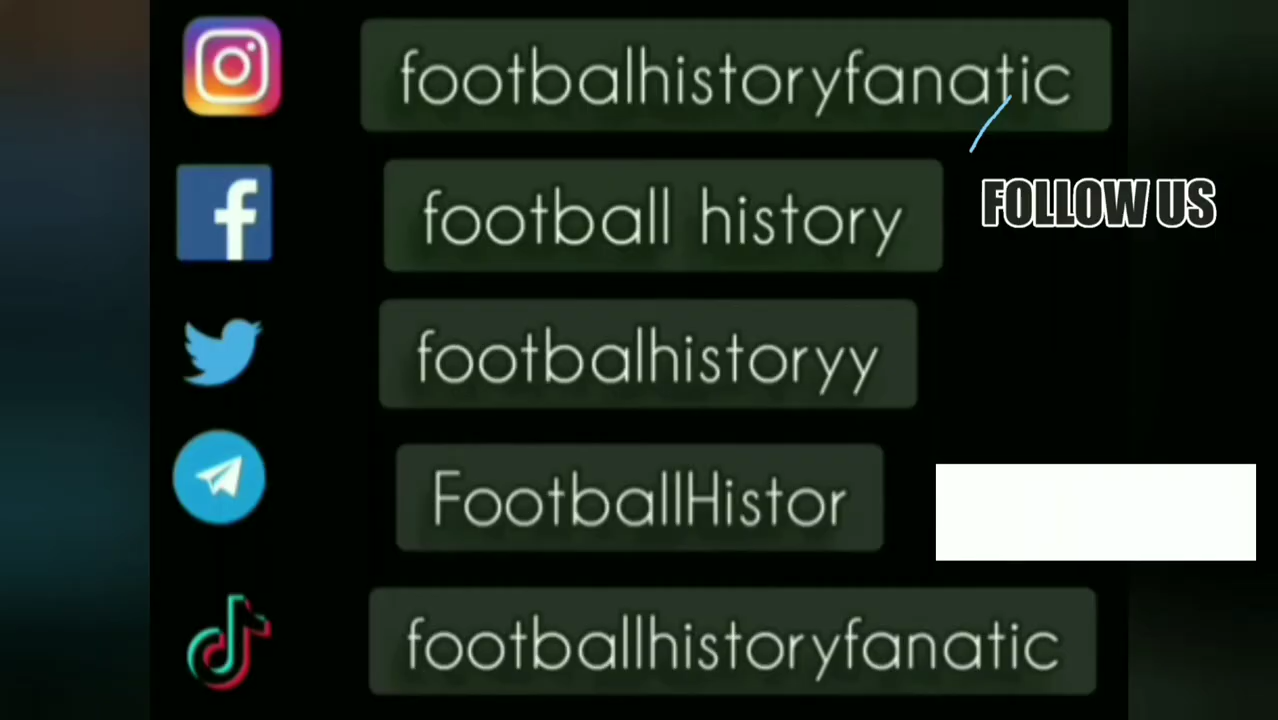 footbalhistoryfanatic
football history
FOLLOW US
footbalhistoryy
FootballHistor
footballhistoryfanatic